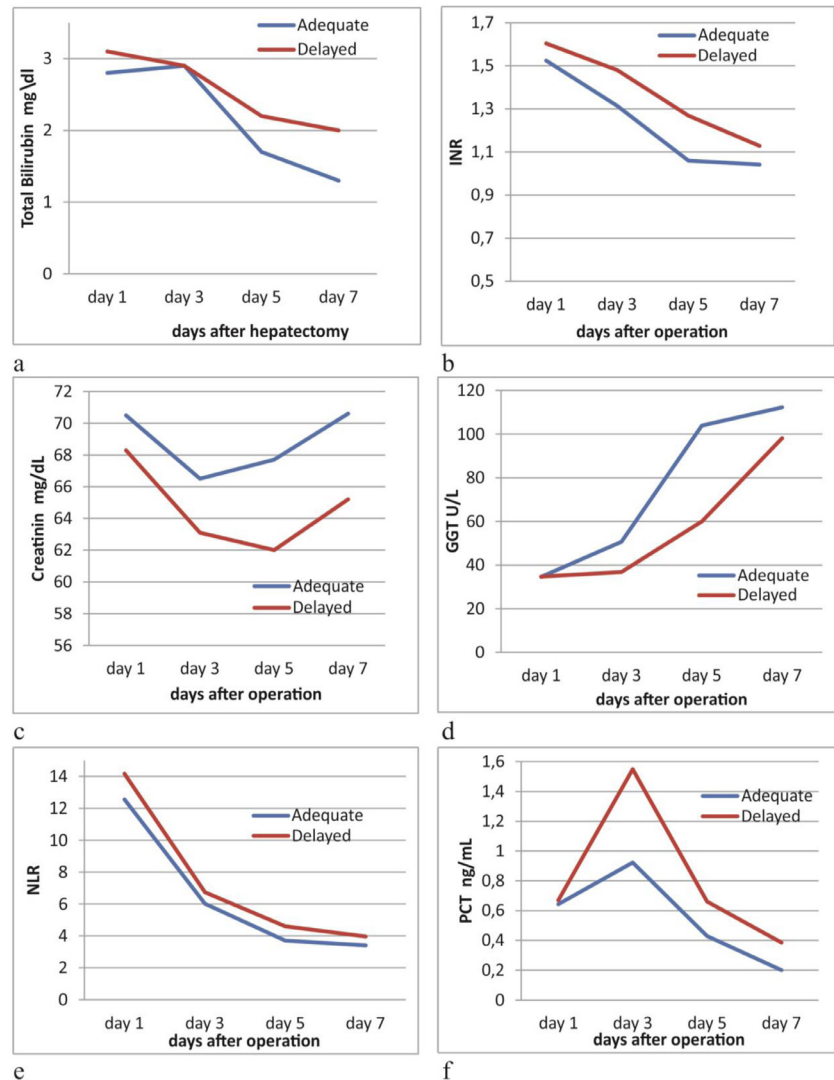 Adequate
Delayed
Total Bilirubin mg\dl
3
2
1
0
day 1 day 3 day 5 day 7
days after hepatectomy
a
Adequate
Delayed
INR
1,7
1,5
1,3
1,1
0,9
0,7
0,5
day 1 day 3 day 5 day 7
days after operation
b
Creatinin mg/dL
72
70
68
66
64
62
60
58
56
Adequate
Delayed
day 1 day 3 day 5 day 7
days after operation
c
GGT U/L
120
100
80
60
40
20
0
Adequate
Delayed
day 1 day 3 day 5 day 7
days after operation
d
NLR
14
12
10
8
6
4
2
0
Adequate
Delayed
day 1 day 3 day 5 day 7
days after operation
e
PCT ng/mL
1,6
1,4
1,2
1
0,8
0,6
0,4
0,2
0
Adequate
Delayed
day 1 day 3 day 5 day 7
days after operation
f